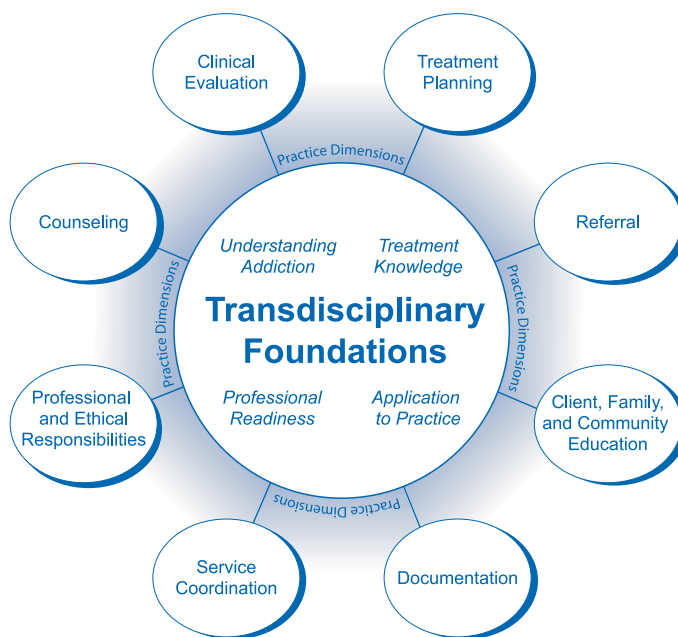 Clinical
Evaluation
Treatment
Planning
Practice Dimensions
Counseling
Referral
Understanding
Addiction
Treatment
Knowledge
Practice Dimensions
Practice Dimensions
Transdisciplinary
Foundations
Professional
Readiness
Application
to Practice
Professional
and Ethical
Responsibilities
Client, Family,
and Community
Education
Practice Dimensions
Service
Coordination
Documentation